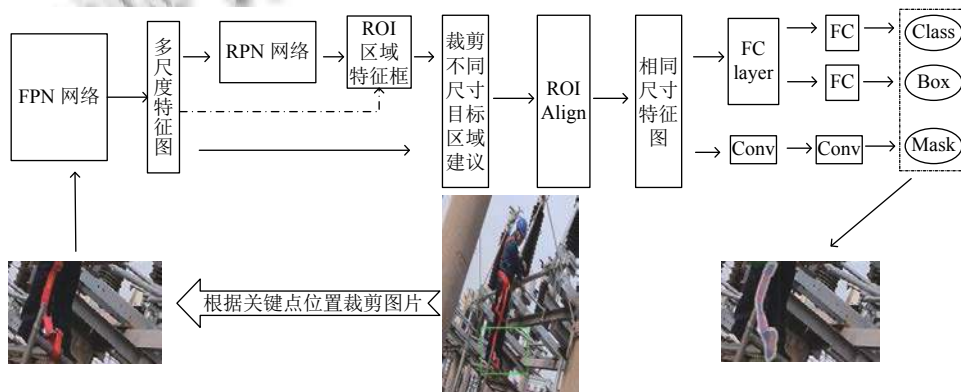 FPN 网络
多
尺
度
特
征
图
RPN 网络
ROI
区域
特征框
裁剪
不同
尺寸
目标
区域
建议
ROI
Align
相
同
尺
寸
特
征
图
FC
layer
FC
Class
FC
Box
Conv
Conv
Mask
根据关键点位置裁剪图片